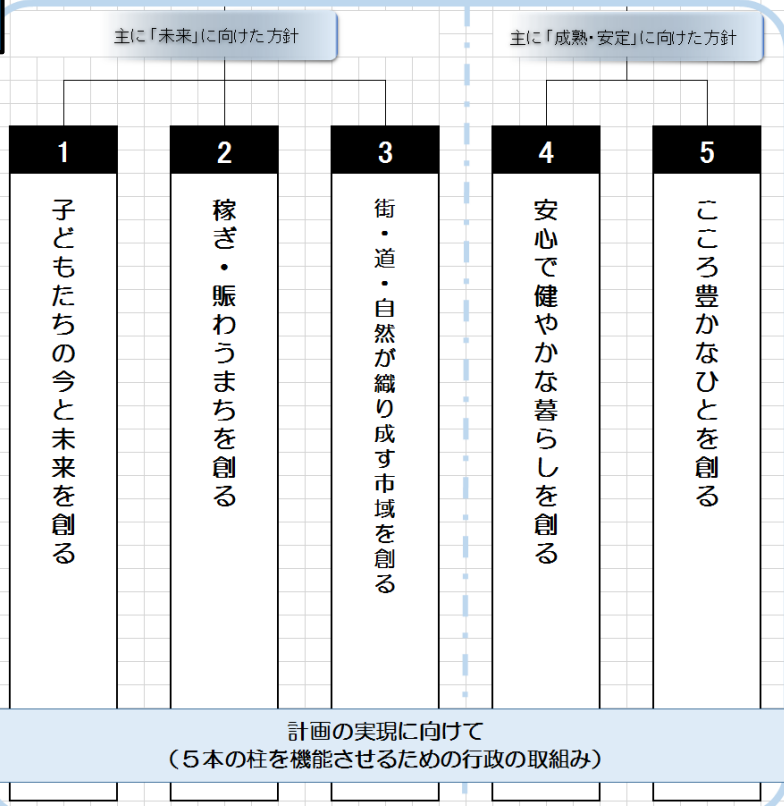 主に「未来」に向けた方針
主に「成熟・安定」に向けた方針
1
子どもたちの今と未来を創る
2
稼ぎ・賑わうまちを創る
3
街・道・自然が織り成す市域を創る
4
安心で健やかな暮らしを創る
5
こころ豊かなひとを創る
計画の実現に向けて
（５本の柱を機能させるための行政の取組み）